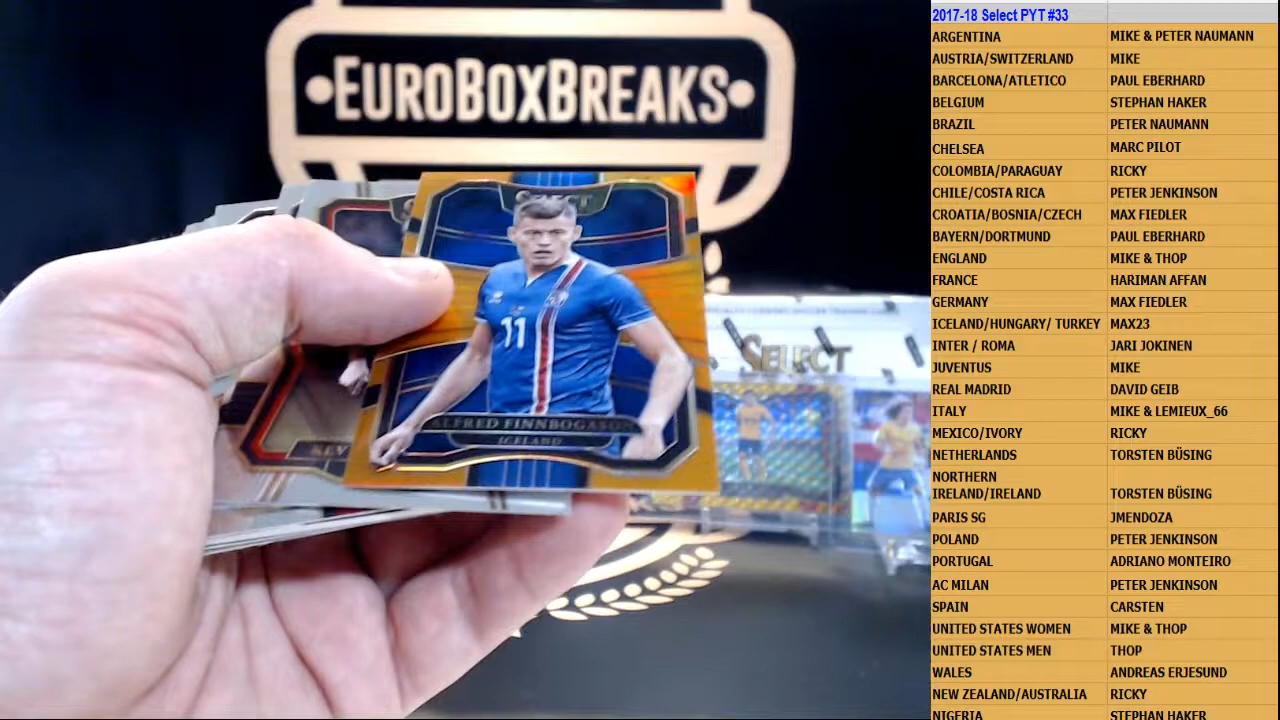 EUROBOXBREAKS
11
ALFRED FINNBOGASON
ICELAND
KEV
SELECT
2017-18 Select PYT #33
ARGENTINA MIKE & PETER NAUMANN
AUSTRIA/SWITZERLAND MIKE
BARCELONA/ATLETICO PAUL EBERHARD
BELGIUM STEPHAN HAKER
BRAZIL PETER NAUMANN
CHELSEA MARC PILOT
COLOMBIA/PARAGUAY RICKY
CHILE/COSTA RICA PETER JENKINSON
CROATIA/BOSNIA/CZECH MAX FIEDLER
BAYERN/DORTMUND PAUL EBERHARD
ENGLAND MIKE & THOP
FRANCE HARIMAN AFFAN
GERMANY MAX FIEDLER
ICELAND/HUNGARY/ TURKEY MAX23
INTER / ROMA JARI JOKINEN
JUVENTUS MIKE
REAL MADRID DAVID GEIB
ITALY MIKE & LEMIEUX_66
MEXICO/IVORY RICKY
NETHERLANDS TORSTEN BÜSING
NORTHERN
IRELAND/IRELAND TORSTEN BÜSING
PARIS SG JMENDOZA
POLAND PETER JENKINSON
PORTUGAL ADRIANO MONTEIRO
AC MILAN PETER JENKINSON
SPAIN CARSTEN
UNITED STATES WOMEN MIKE & THOP
UNITED STATES MEN THOP
WALES ANDREAS ERJESUND
NEW ZEALAND/AUSTRALIA RICKY
NIGERIA STEPHAN HAKER